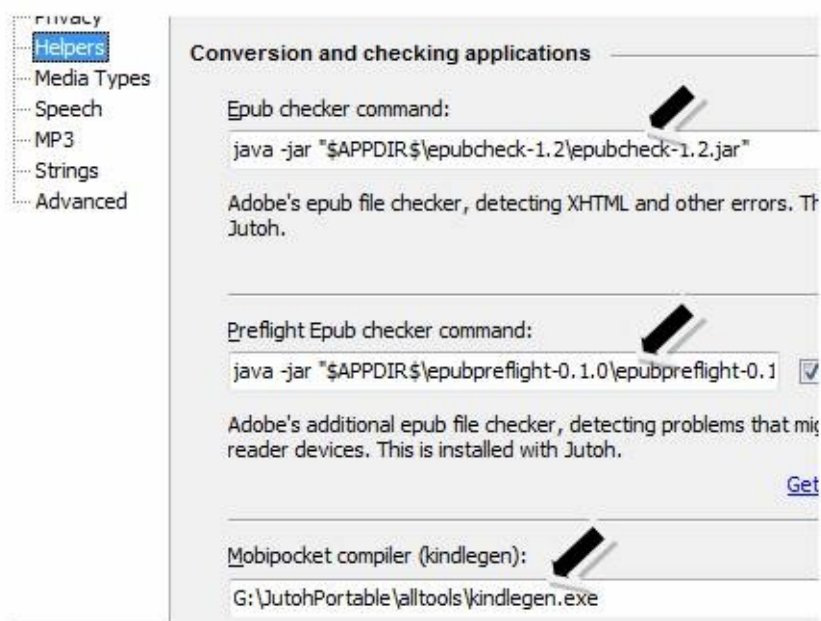 Privacy
Helpers
Media Types
Speech
MP3
Strings
Advanced
Conversion and checking applications
Epub checker command:
java -jar "$APPDIR$\epubcheck-1.2\epubcheck-1.2.jar"
Adobe's epub file checker, detecting XHTML and other errors. Th
Jutoh.
Preflight Epub checker command:
java -jar "$APPDIR$\epubpreflight-0.1.0\epubpreflight-0.1
Adobe's additional epub file checker, detecting problems that mig
reader devices. This is installed with Jutoh.
Get
Mobipocket compiler (kindlegen):
G:\JutohPortable\alltools\kindlegen.exe